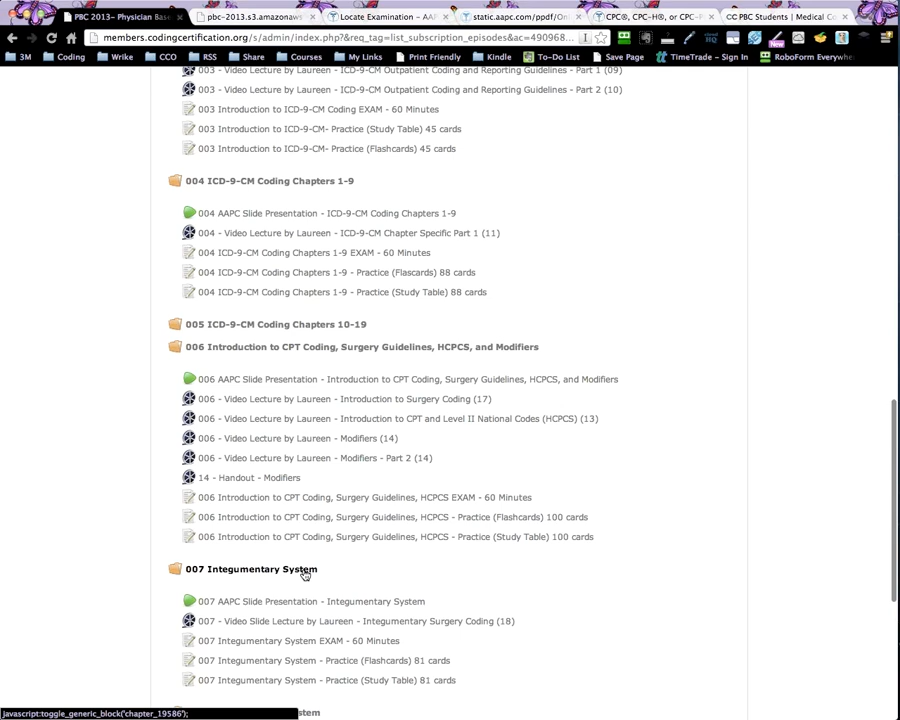 PBC 2013– Physician Base
pbc-2013.s3.amazonaws
Locate Examination – AAP
static.aapc.com/ppdf/Onl
CPC®, CPC-H®, or CPC-P
CC PBC Students | Medical Co
members.codingcertification.org/s/admin/index.php?req_tag=list_subscription_episodes&ac=490968...
3M
Coding
Wrike
CCO
RSS
Share
Courses
My Links
Print Friendly
Kindle
To-Do List
Save Page
TimeTrade – Sign In
RoboForm Everywhe
003 - Video Lecture by Laureen - ICD-9-CM Outpatient Coding and Reporting Guidelines - Part 1 (09)
003 - Video Lecture by Laureen - ICD-9-CM Outpatient Coding and Reporting Guidelines - Part 2 (10)
003 Introduction to ICD-9-CM Coding EXAM - 60 Minutes
003 Introduction to ICD-9-CM- Practice (Study Table) 45 cards
003 Introduction to ICD-9-CM- Practice (Flashcards) 45 cards
004 ICD-9-CM Coding Chapters 1-9
004 AAPC Slide Presentation - ICD-9-CM Coding Chapters 1-9
004 - Video Lecture by Laureen - ICD-9-CM Chapter Specific Part 1 (11)
004 ICD-9-CM Coding Chapters 1-9 EXAM - 60 Minutes
004 ICD-9-CM Coding Chapters 1-9 - Practice (Flascards) 88 cards
004 ICD-9-CM Coding Chapters 1-9 - Practice (Study Table) 88 cards
005 ICD-9-CM Coding Chapters 10-19
006 Introduction to CPT Coding, Surgery Guidelines, HCPCS, and Modifiers
006 AAPC Slide Presentation - Introduction to CPT Coding, Surgery Guidelines, HCPCS, and Modifiers
006 - Video Lecture by Laureen - Introduction to Surgery Coding (17)
006 - Video Lecture by Laureen - Introduction to CPT and Level II National Codes (HCPCS) (13)
006 - Video Lecture by Laureen - Modifiers (14)
006 - Video Lecture by Laureen - Modifiers - Part 2 (14)
14 - Handout - Modifiers
006 Introduction to CPT Coding, Surgery Guidelines, HCPCS EXAM - 60 Minutes
006 Introduction to CPT Coding, Surgery Guidelines, HCPCS - Practice (Flashcards) 100 cards
006 Introduction to CPT Coding, Surgery Guidelines, HCPCS - Practice (Study Table) 100 cards
007 Integumentary System
007 AAPC Slide Presentation - Integumentary System
007 - Video Slide Lecture by Laureen - Integumentary Surgery Coding (18)
007 Integumentary System EXAM - 60 Minutes
007 Integumentary System - Practice (Flashcards) 81 cards
007 Integumentary System - Practice (Study Table) 81 cards
javascript:toggle_generic_block('chapter_19586');